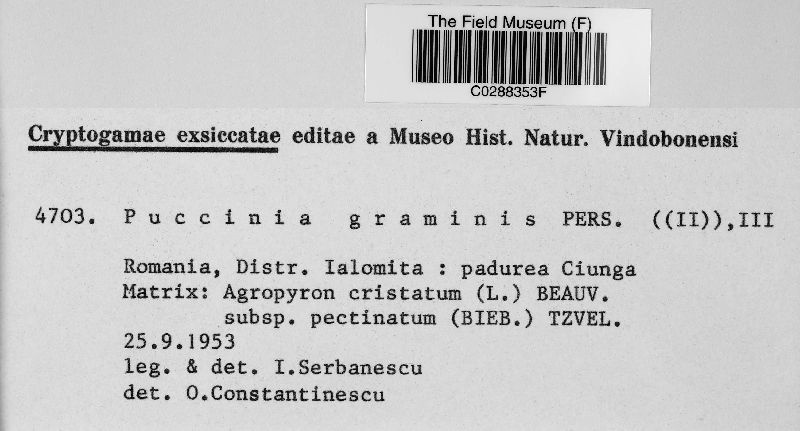 The Field Museum (F)
C0288353F
Cryptogamae exsiccatae editae a Museo Hist. Natur. Vindobonensi
4703. Puccinia graminis PERS. ((II)),III
Romania, Distr. Ialomita : padurea Ciunga
Matrix: Agropyron cristatum (L.) BEAUV.
subsp. pectinatum (BIEB.) TZVEL.
25.9.1953
leg. & det. I.Serbanescu
det. O.Constantinescu